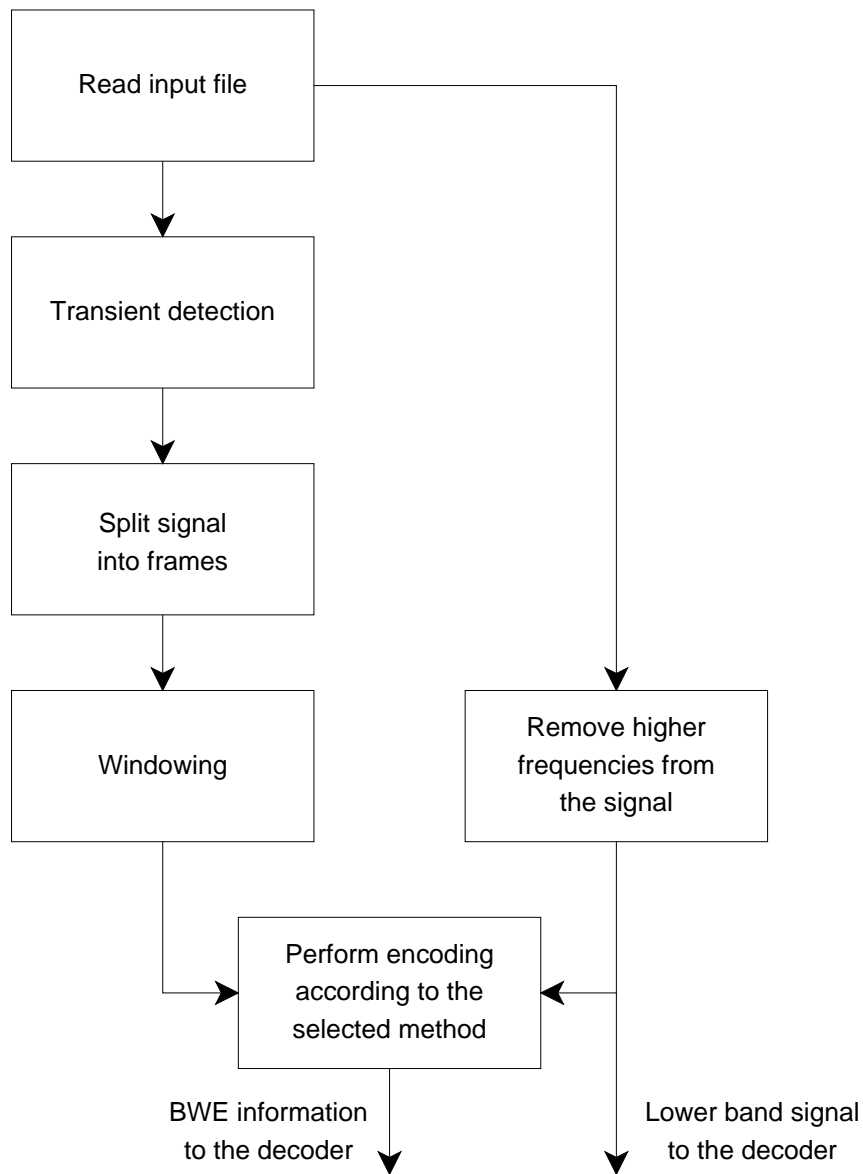 Read input file
Transient detection
Split signal
into frames
Windowing
Remove higher
frequencies from
the signal
Perform encoding
according to the
selected method
BWE information
to the decoder
Lower band signal
to the decoder